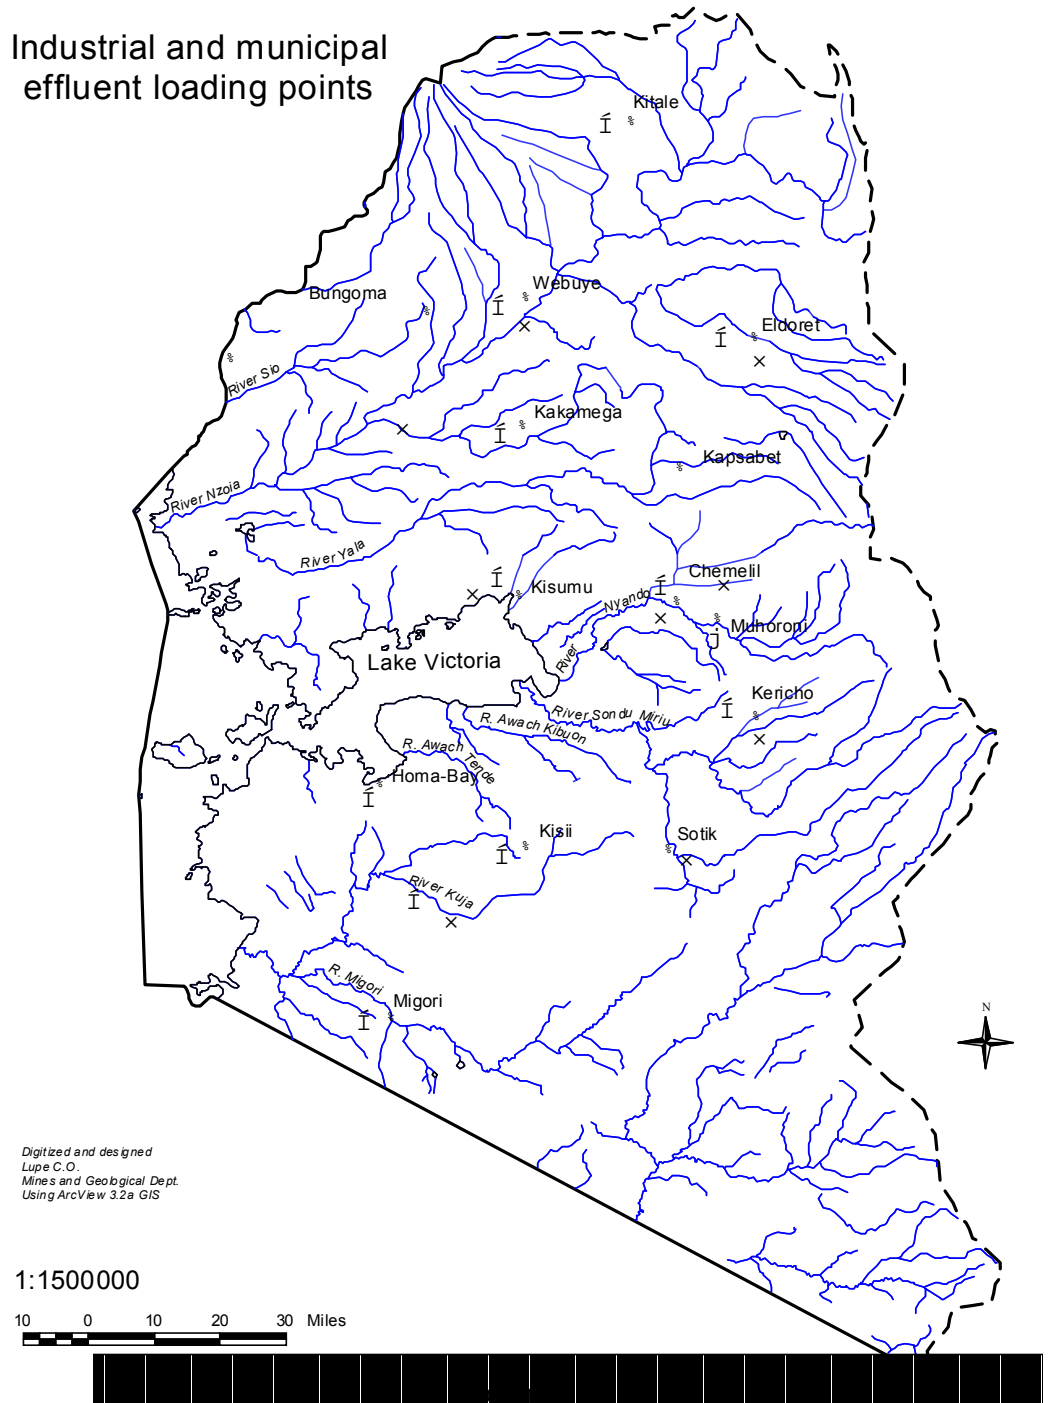 Industrial and municipal
effluent loading points
Kitale
Bungoma
Webuye
Eldoret
River Sio
Kakamega
Kapsabet
River Nzoia
River Yala
Chemelil
Kisumu
Nyando
Muhoroni
River
Lake Victoria
Kericho
River Sondu Miriu
R. Awach Kibuon
R. Awach Tende
Homa-Bay
Kisii
Sotik
River Kuja
R. Migori
Migori
N
Digitized and designed
Lupe C.O.
Mines and Geological Dept.
Using ArcView 3.2a GIS
1:1500000
10 0 10 20 30 Miles